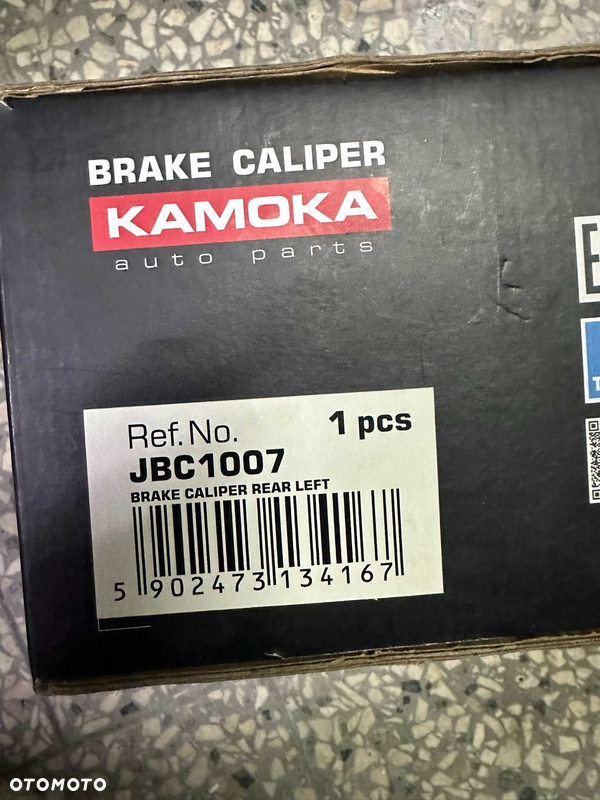 BRAKE CALIPER
KAMOKA
auto parts
Ref. No.
1 pcs
JBC1007
BRAKE CALIPER REAR LEFT
5 902473 134167
T
OTOMOTO